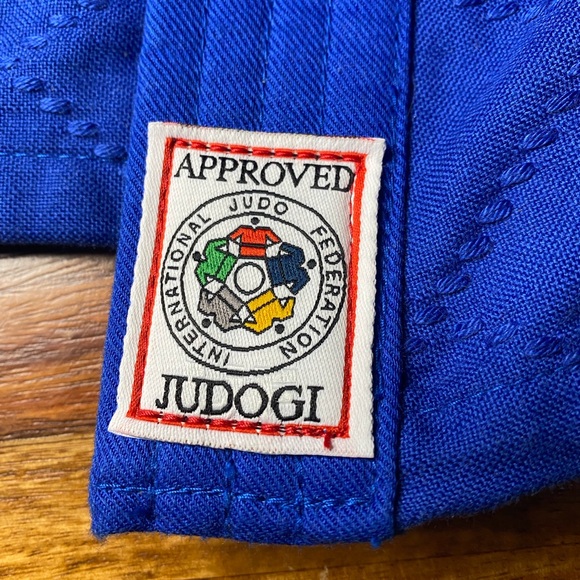 APPROVED
INTERNATIONAL JUDO FEDERATION
JUDOGI